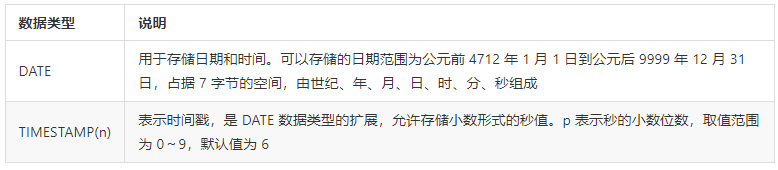 数据类型 说明
用于存储日期和时间。可以存储的日期范围为公元前 4712 年 1 月 1 日到公元后 9999 年 12 月 31
DATE
日，占据 7 字节的空间，由世纪、年、月、日、时、分、秒组成
表示时间戳，是 DATE 数据类型的扩展，允许存储小数形式的秒值。p 表示秒的小数位数，取值范围
TIMESTAMP(n)
为 0～9，默认值为 6